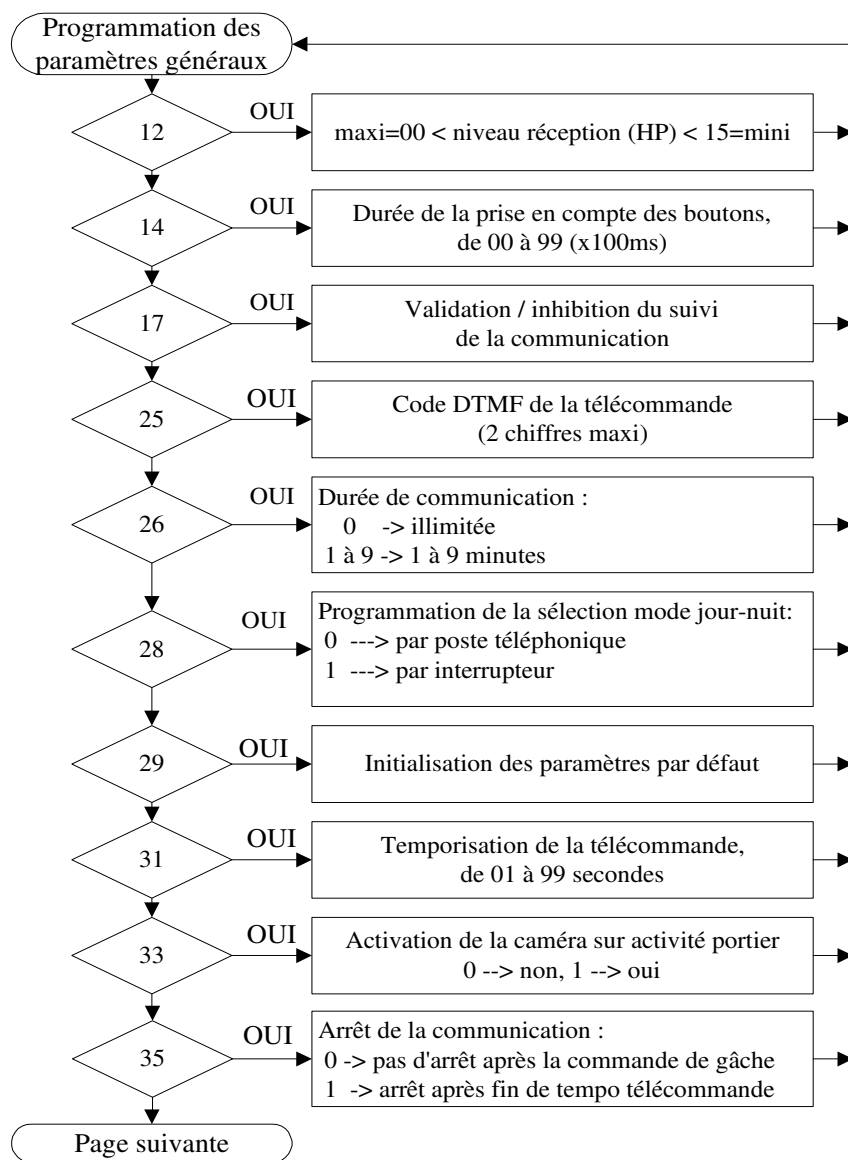 Programmation des
paramètres généraux
12
OUI
maxi=00 < niveau réception (HP) < 15=mini
14
OUI
Durée de la prise en compte des boutons,
de 00 à 99 (x100ms)
17
OUI
Validation / inhibition du suivi
de la communication
25
OUI
Code DTMF de la télécommande
(2 chiffres maxi)
26
OUI
Durée de communication :
0 -> illimitée
1 à 9 -> 1 à 9 minutes
28
OUI
Programmation de la sélection mode jour-nuit:
0 ---> par poste téléphonique
1 ---> par interrupteur
29
OUI
Initialisation des paramètres par défaut
31
OUI
Temporisation de la télécommande,
de 01 à 99 secondes
33
OUI
Activation de la caméra sur activité portier
0 --> non, 1 --> oui
35
OUI
Arrêt de la communication :
0 -> pas d'arrêt après la commande de gâche
1 -> arrêt après fin de tempo télécommande
Page suivante